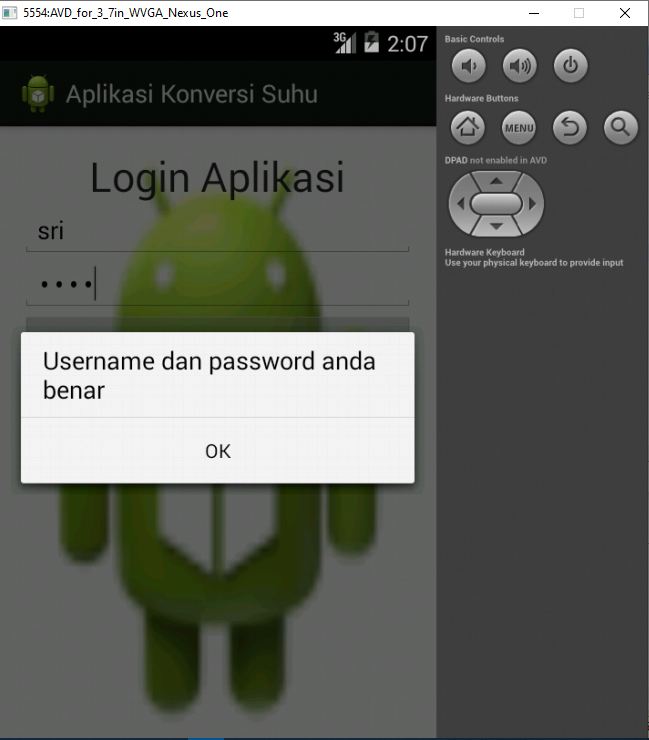 5554:AVD_for_3_7in_WVGA_Nexus_One
3G 2:07
Aplikasi Konversi Suhu
Login Aplikasi
sri
••••
Username dan password anda
benar
OK
Basic Controls
Hardware Buttons
MENU
DPAD not enabled in AVD
Hardware Keyboard
Use your physical keyboard to provide input